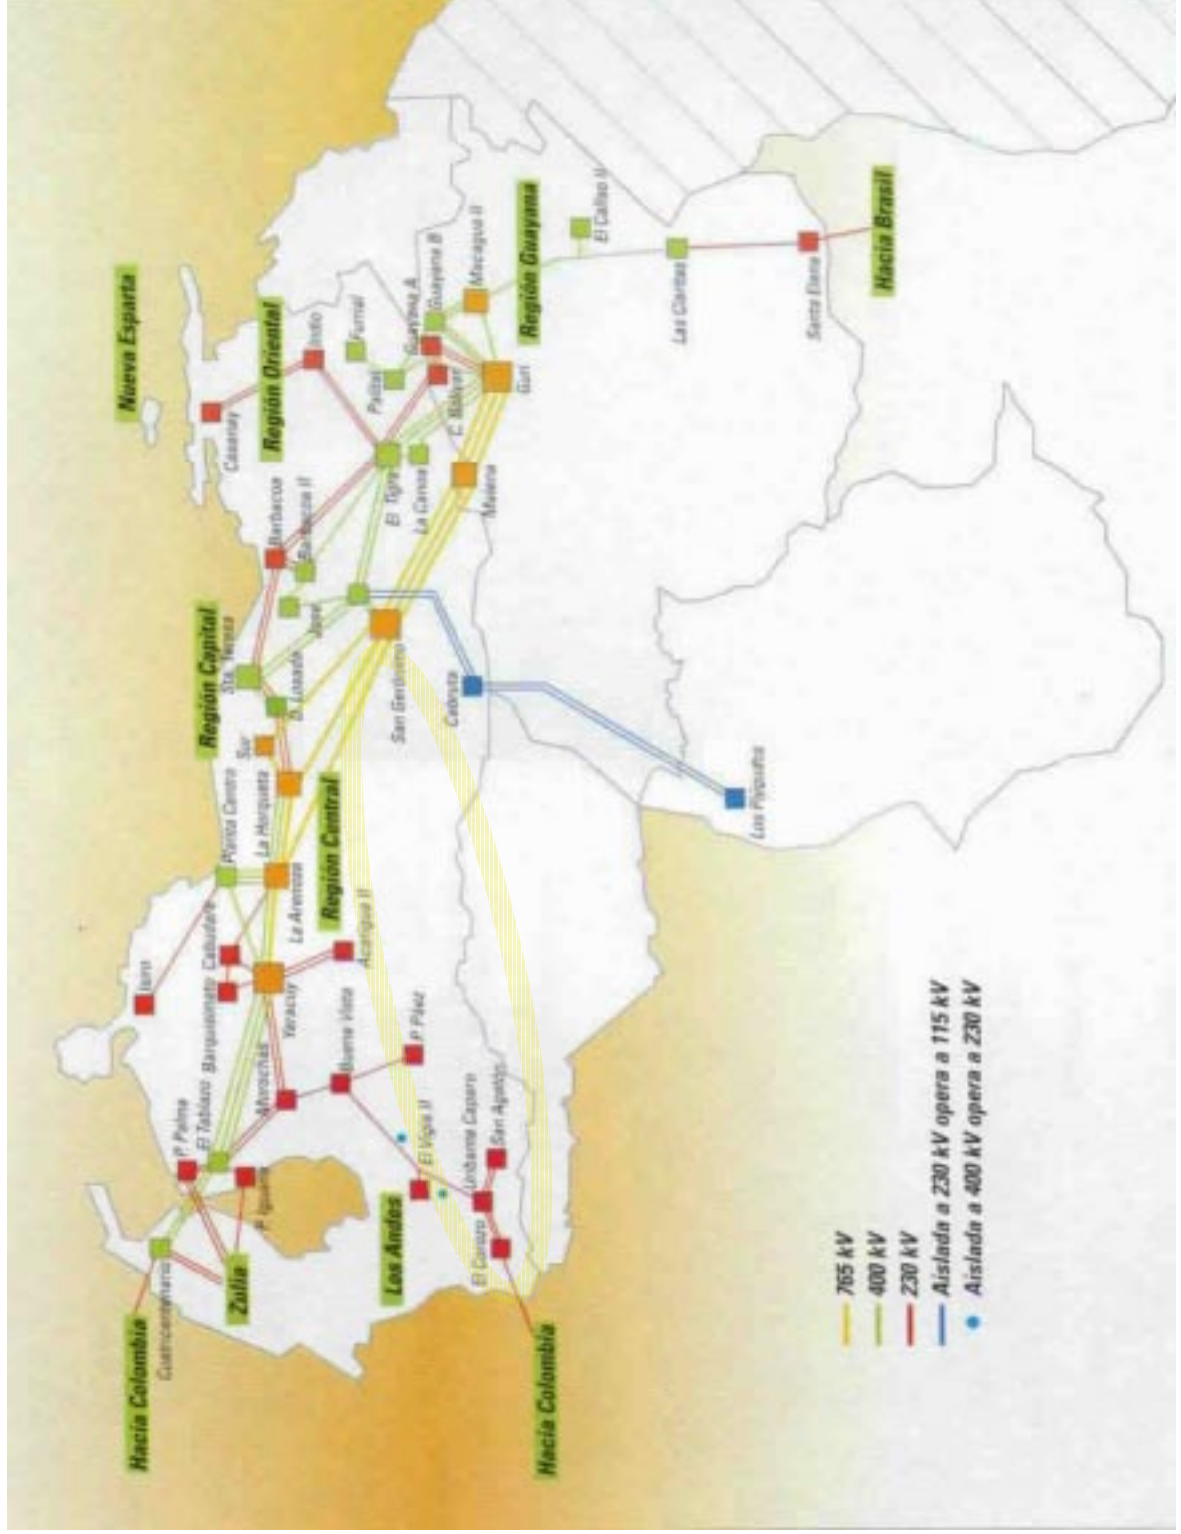 Nueva Esparta
Casanay
Indio
Región Oriental
Furrial
Palital
Guayana A
Guayana B
Macagua II
Región Guayana
El Callao II
Las Claritas
Santa Elena
Hacia Brasil
Guri
C. Bolívar
Malena
La Canoa
El Tigre
Barbacoa
Barbacoa II
Jose
Región Capital
Sta. Teresa
D. Losada
Sur
San Gerónimo
Cabruta
Los Pijiguaos
Planta Centro
La Horqueta
La Arenosa
Región Central
Acarigua II
Isiro
Cabudare
Barquisimeto
Yaracuy
Morochas
Buena Vista
P. Páez
P. Palma
El Tablazo
P. Iguana
Zulia
Cuatricentenario
Hacia Colombia
Los Andes
El Vigía II
Uribante Caparo
San Agatón
El Corozo
Hacia Colombia
765 kV
400 kV
230 kV
Aislada a 230 kV opera a 115 kV
Aislada a 400 kV opera a 230 kV